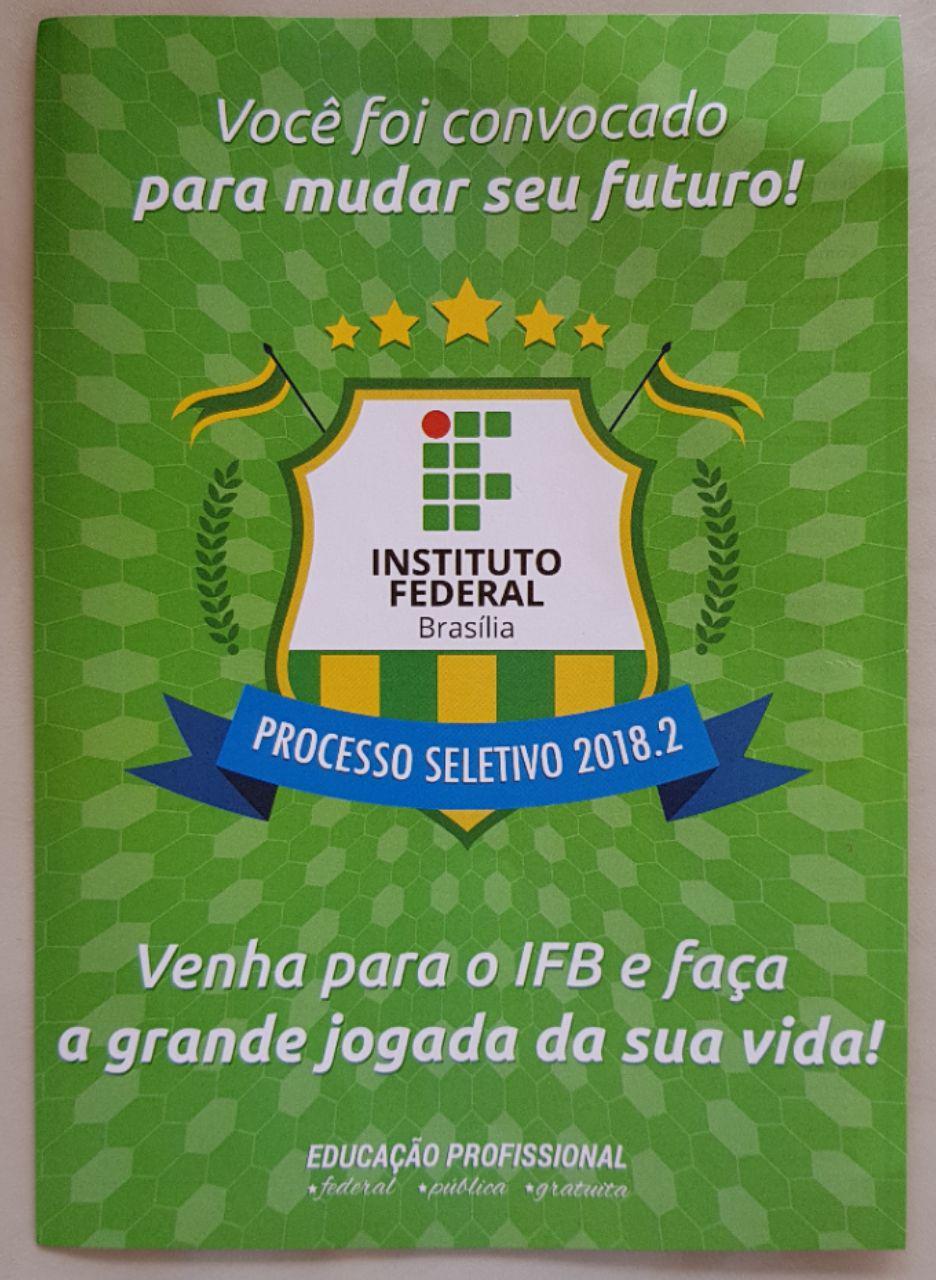 Você foi convocado
para mudar seu futuro!
INSTITUTO
FEDERAL
Brasília
PROCESSO SELETIVO 2018.2
Venha para o IFB e faça
a grande jogada da sua vida!
EDUCAÇÃO PROFISSIONAL
★federal ★pública ★gratuita